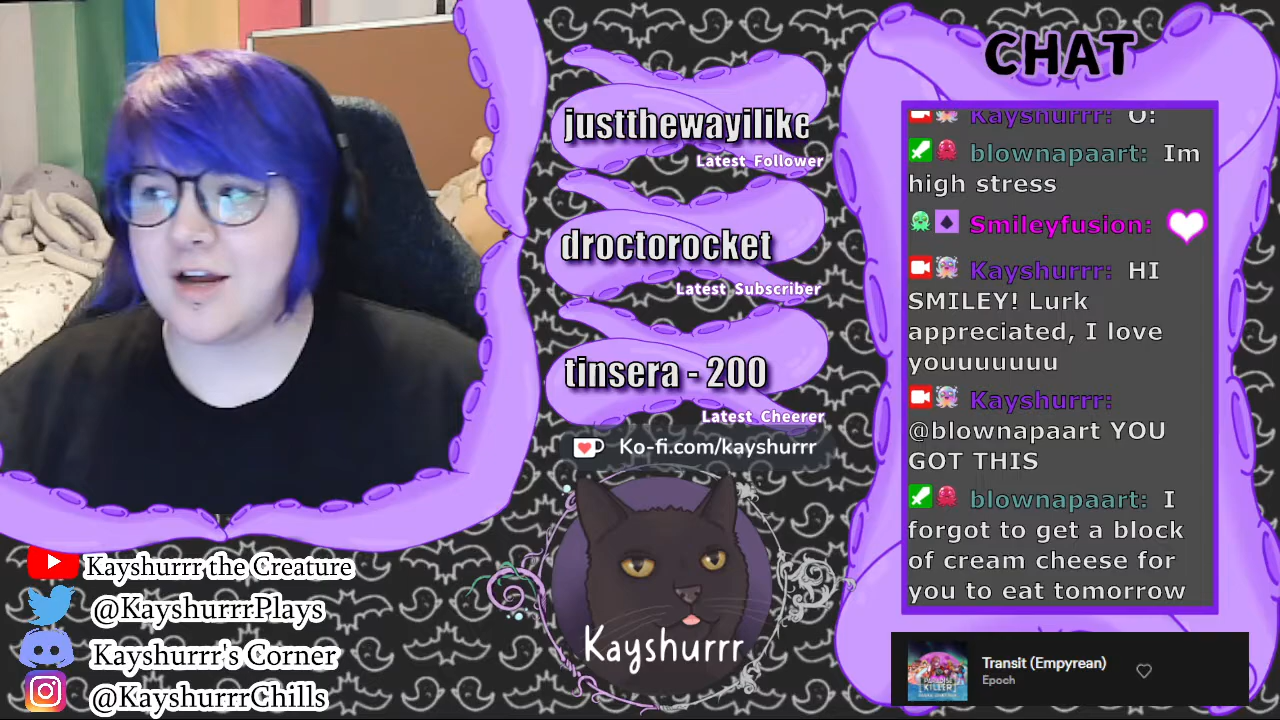 justthewayilike
Latest Follower
droctorocket
Latest Subscriber
tinsera - 200
Latest Cheerer
Ko-fi.com/kayshurrr
Kayshurrr
Kayshurrr the Creature
@KayshurrrPlays
Kayshurrr's Corner
@KayshurrrChills
CHAT
Kayshurrr: O:
blownapaart: Im
high stress
Smileyfusion:
Kayshurrr: HI
SMILEY! Lurk
appreciated, I love
youuuuuuu
Kayshurrr:
@blownapaart YOU
GOT THIS
blownapaart: I
forgot to get a block
of cream cheese for
you to eat tomorrow
PARADISE
KILLER
Transit (Empyrean)
Epoch